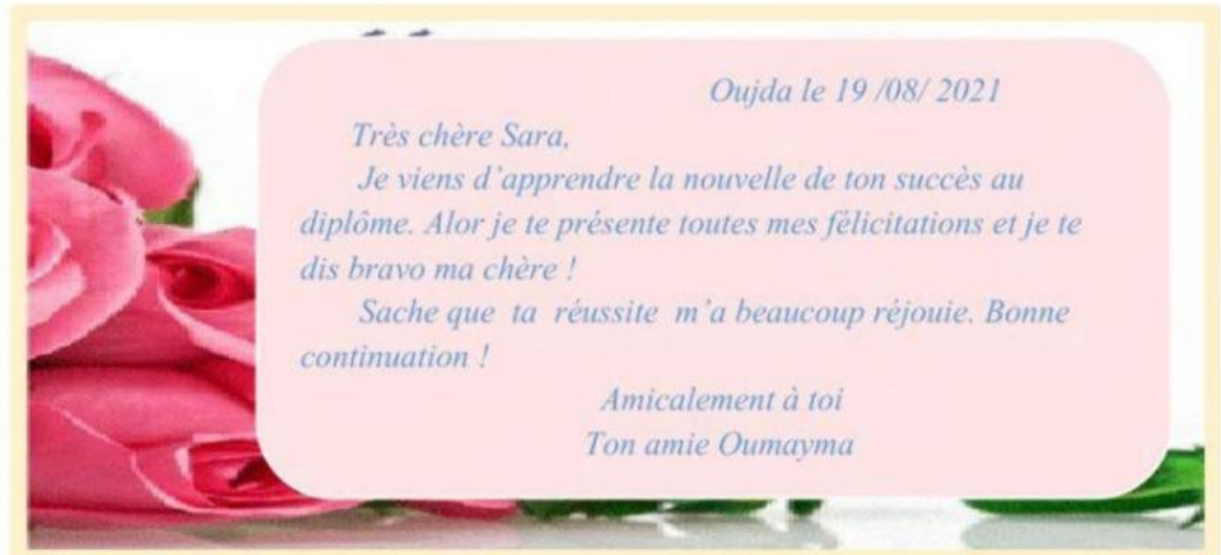 Oujda le 19 /08/ 2021
Très chère Sara,
Je viens d'apprendre la nouvelle de ton succès au
diplôme. Alor je te présente toutes mes félicitations et je te
dis bravo ma chère !
Sache que ta réussite m'a beaucoup réjouie. Bonne
continuation !
Amicalement à toi
Ton amie Oumayma